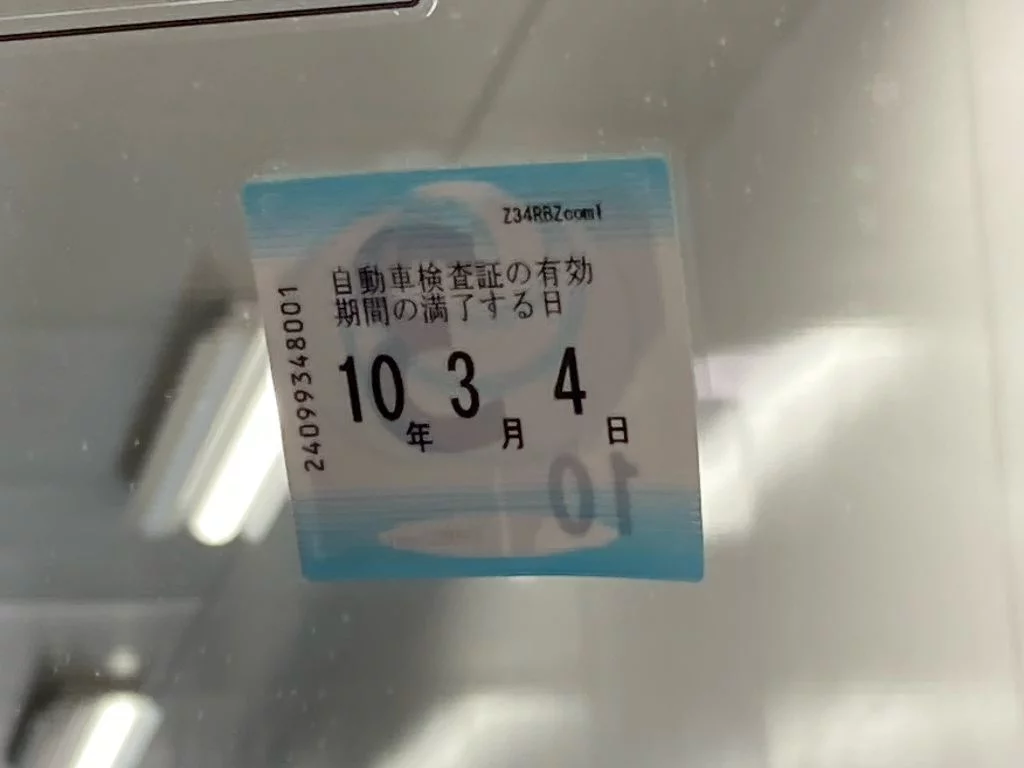 Z34RBZcom1
自動車検査証の有効
期間の満了する日
10年 3月 4日
24099348001
10